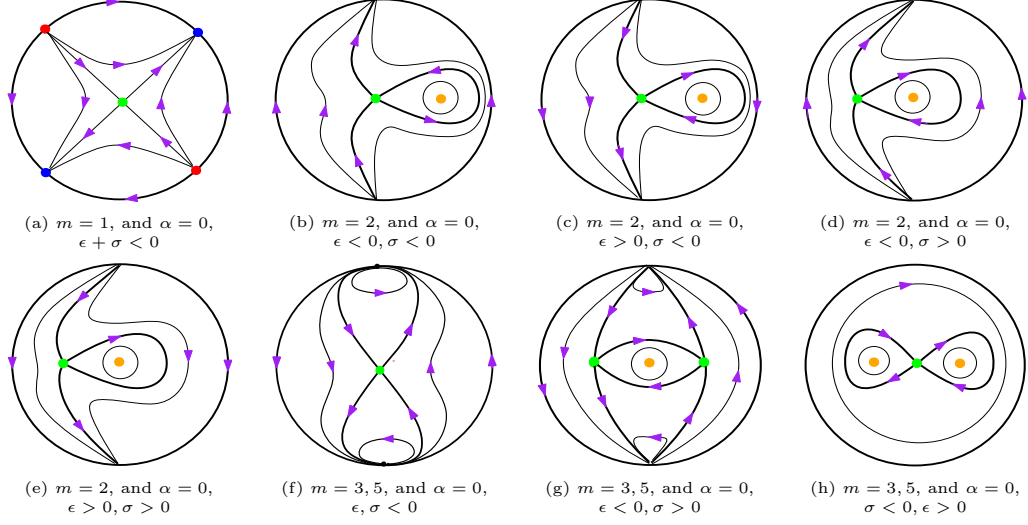 (a) m = 1, and α = 0,
ϵ + σ < 0
(b) m = 2, and α = 0,
ϵ < 0, σ < 0
(c) m = 2, and α = 0,
ϵ > 0, σ < 0
(d) m = 2, and α = 0,
ϵ < 0, σ > 0
(e) m = 2, and α = 0,
ϵ > 0, σ > 0
(f) m = 3, 5, and α = 0,
ϵ, σ < 0
(g) m = 3, 5, and α = 0,
ϵ < 0, σ > 0
(h) m = 3, 5, and α = 0,
σ < 0, ϵ > 0